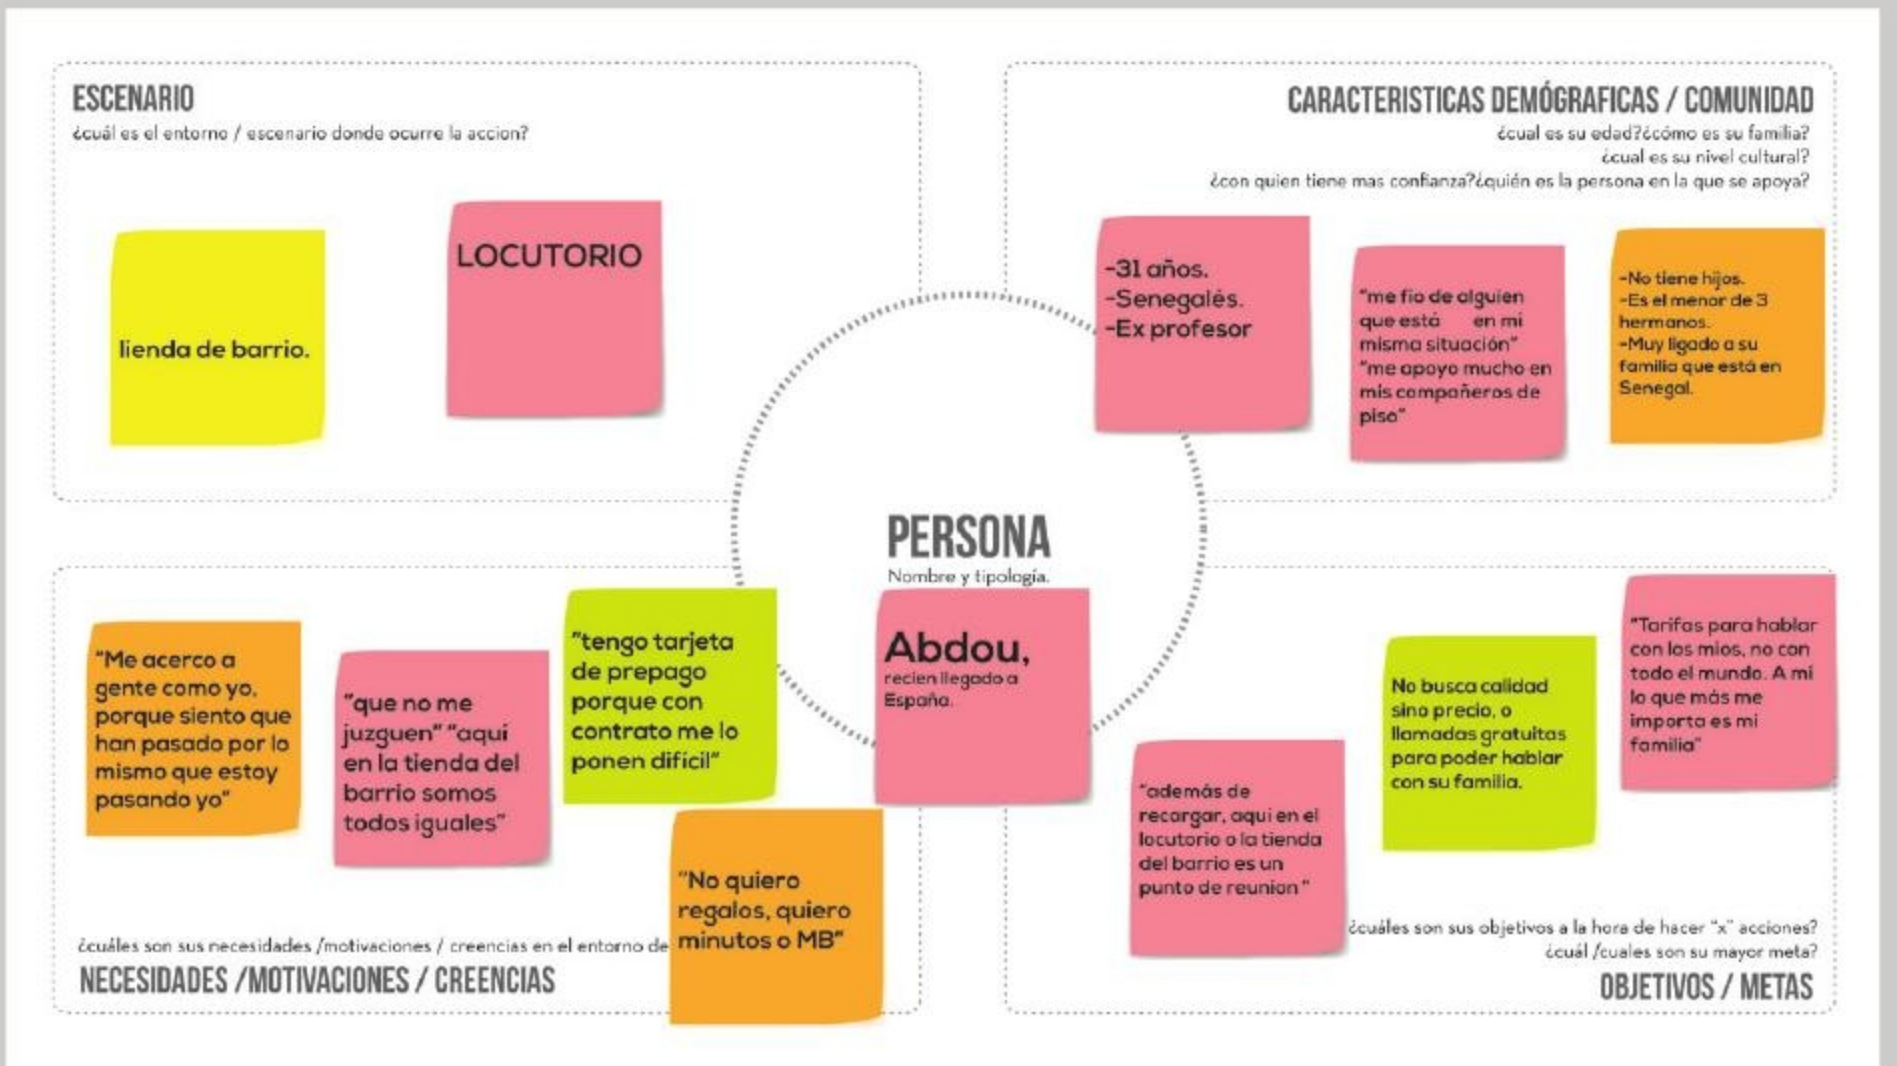 ESCENARIO
¿cuál es el entorno / escenario donde ocurre la accion?
lienda de barrio.
LOCUTORIO
CARACTERISTICAS DEMÓGRAFICAS / COMUNIDAD
¿cual es su edad?¿cómo es su familia?
¿cual es su nivel cultural?
¿con quien tiene mas confianza?¿quién es la persona en la que se apoya?
-31 años.
-Senegalés.
-Ex profesor
"me fio de alguien
que está en mi
misma situación"
"me apoyo mucho en
mis compañeros de
piso"
-No tiene hijos.
-Es el menor de 3
hermanos.
-Muy ligado a su
familia que está en
Senegal.
PERSONA
Nombre y tipología.
Abdou,
recien llegado a
España.
"Me acerco a
gente como yo,
porque siento que
han pasado por lo
mismo que estoy
pasando yo"
"que no me
juzguen" "aquí
en la tienda del
barrio somos
todos iguales"
"tengo tarjeta
de prepago
porque con
contrato me lo
ponen difícil"
"No quiero
regalos, quiero
minutos o MB"
¿cuáles son sus necesidades /motivaciones / creencias en el entorno de
NECESIDADES /MOTIVACIONES / CREENCIAS
"además de
recargar, aquí en el
locutorio o la tienda
del barrio es un
punto de reunion"
No busca calidad
sino precio, o
llamadas gratuitas
para poder hablar
con su familia.
"Tarifas para hablar
con los mios, no con
todo el mundo. A mi
lo que más me
importa es mi
familia"
¿cuáles son sus objetivos a la hora de hacer "x" acciones?
¿cuál /cuales son su mayor meta?
OBJETIVOS / METAS